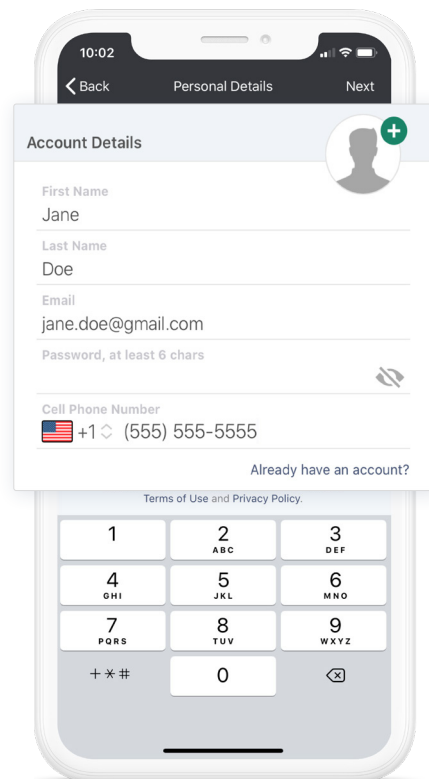 10:02
Back Personal Details Next
Account Details
First Name
Jane
Last Name
Doe
Email
jane.doe@gmail.com
Password, at least 6 chars
Cell Phone Number
+1 (555) 555-5555
Already have an account?
Terms of Use and Privacy Policy.
1 2 3
ABC DEF
4 5 6
GHI JKL MNO
7 8 9
PQRS TUV WXYZ
+*# 0